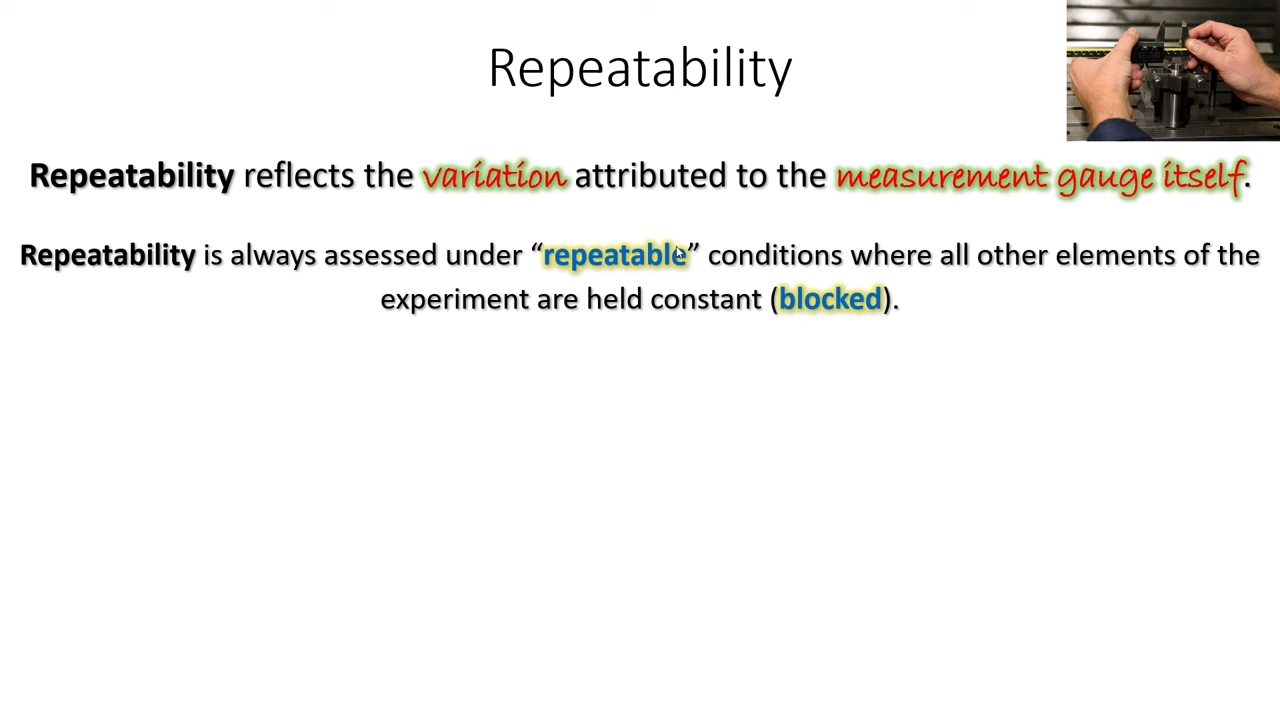 Repeatability
Repeatability reflects the variation attributed to the measurement gauge itself.
Repeatability is always assessed under “repeatable” conditions where all other elements of the
experiment are held constant (blocked).